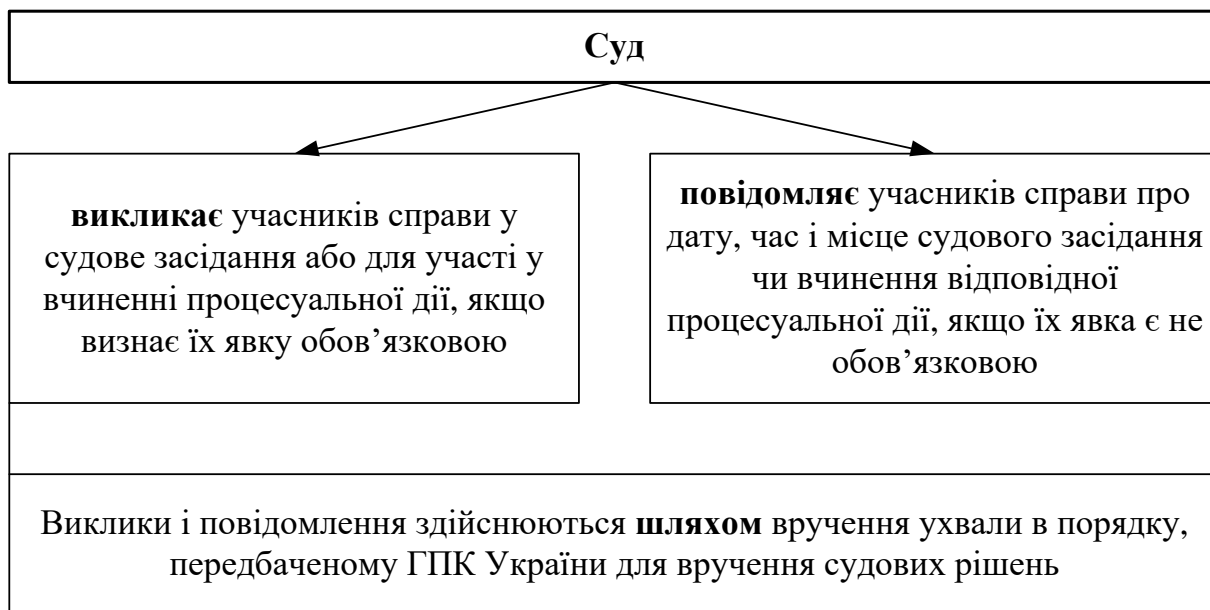 Суд
викликає учасників справи у
судове засідання або для участі у
вчиненні процесуальної дії, якщо
визнає їх явку обов’язковою
повідомляє учасників справи про
дату, час і місце судового засідання
чи вчинення відповідної
процесуальної дії, якщо їх явка є не
обов’язковою
Виклики і повідомлення здійснюються шляхом вручення ухвали в порядку,
передбаченому ГПК України для вручення судових рішень